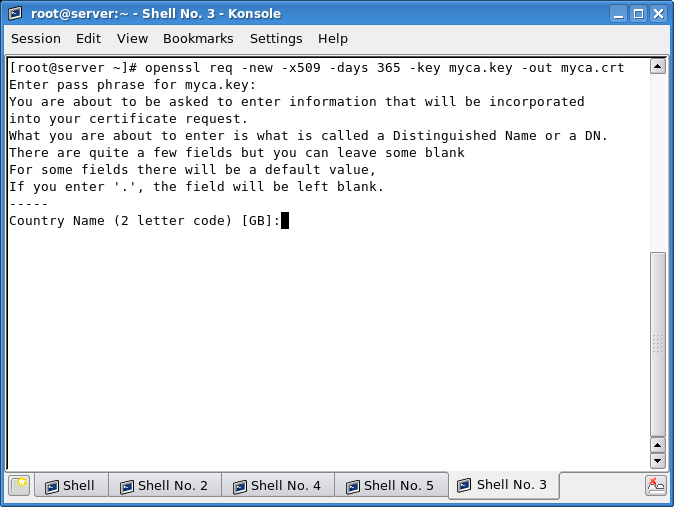 root@server:~ - Shell No. 3 - Konsole
Session Edit View Bookmarks Settings Help
[root@server ~]# openssl req -new -x509 -days 365 -key myca.key -out myca.crt
Enter pass phrase for myca.key:
You are about to be asked to enter information that will be incorporated
into your certificate request.
What you are about to enter is what is called a Distinguished Name or a DN.
There are quite a few fields but you can leave some blank
For some fields there will be a default value,
If you enter '.', the field will be left blank.
-----
Country Name (2 letter code) [GB]:
Shell Shell No. 2 Shell No. 4 Shell No. 5 Shell No. 3